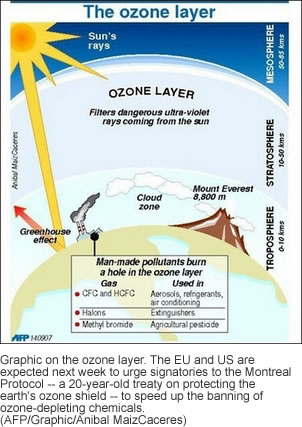 The ozone layer
Sun's
rays
MESOSPHERE
50-65 kms
OZONE LAYER
Filters dangerous ultra-violet
rays coming from the sun
STRATOSPHERE
10-50 kms
Anibal MaizCaceres
Cloud
zone
Mount Everest
8,800 m
TROPOSPHERE
0-10 kms
Greenhouse
effect
Man-made pollutants burn
a hole in the ozone layer
Gas Used in
CFC and HCFC Aerosols, refrigerants,
air conditioning
Halons Extinguishers
Methyl bromide Agricultural pesticide
AFP 140907
Graphic on the ozone layer. The EU and US are
expected next week to urge signatories to the Montreal
Protocol -- a 20-year-old treaty on protecting the
earth's ozone shield -- to speed up the banning of
ozone-depleting chemicals.
(AFP/Graphic/Anibal MaizCaceres)